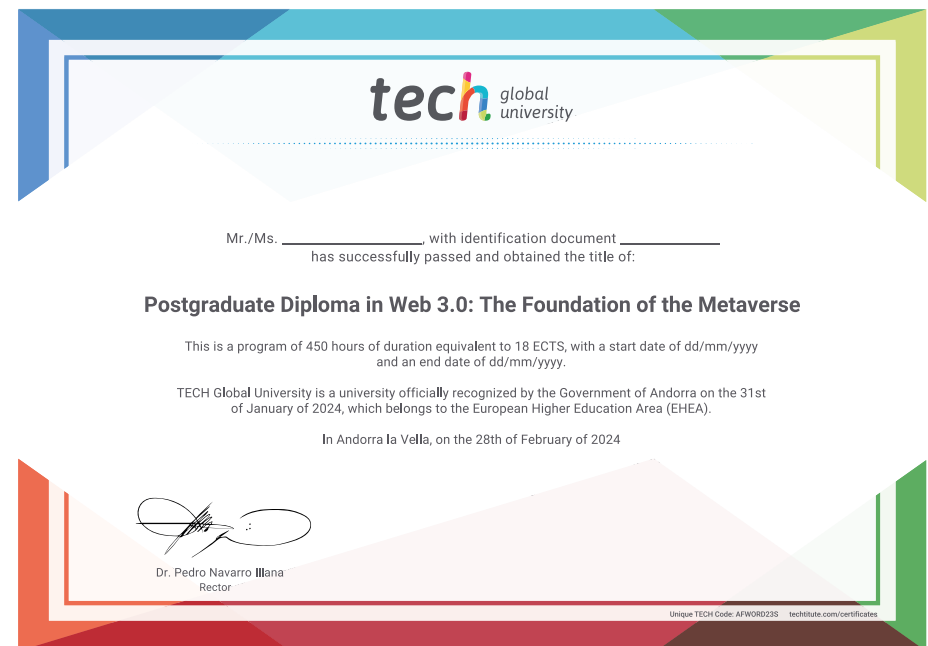 tech global university
Mr./Ms. ____________, with identification document ____________
has successfully passed and obtained the title of:
Postgraduate Diploma in Web 3.0: The Foundation of the Metaverse
This is a program of 450 hours of duration equivalent to 18 ECTS, with a start date of dd/mm/yyyy
and an end date of dd/mm/yyyy.
TECH Global University is a university officially recognized by the Government of Andorra on the 31st
of January of 2024, which belongs to the European Higher Education Area (EHEA).
In Andorra la Vella, on the 28th of February of 2024
Dr. Pedro Navarro Illana
Rector
Unique TECH Code: AFWORD23S techtitute.com/certificates